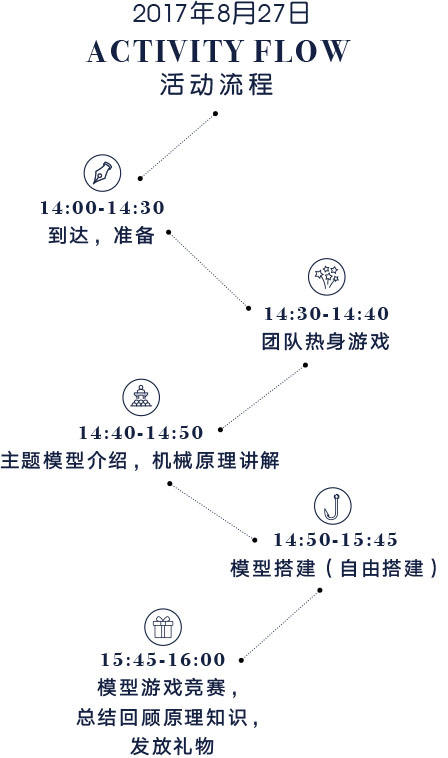 2017年8月27日
ACTIVITY FLOW
活动流程
14:00-14:30
到达，准备
14:30-14:40
团队热身游戏
14:40-14:50
主题模型介绍，机械原理讲解
14:50-15:45
模型搭建（自由搭建）
15:45-16:00
模型游戏竞赛，
总结回顾原理知识，
发放礼物